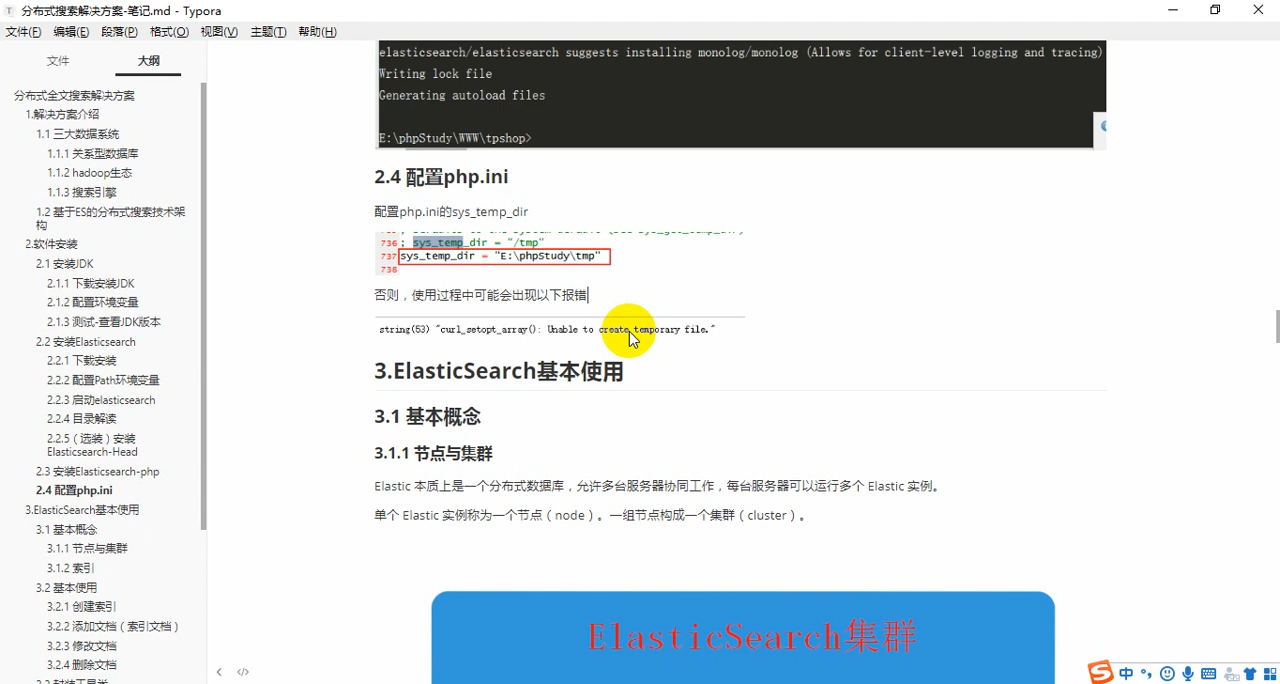 分布式搜索解决方案-笔记.md - Typora
文件(F) 编辑(E) 段落(P) 格式(O) 视图(V) 主题(T) 帮助(H)
文件 大纲
分布式全文搜索解决方案
1.解决方案介绍
1.1 三大数据系统
1.1.1 关系型数据库
1.1.2 hadoop生态
1.1.3 搜索引擎
1.2 基于ES的分布式搜索技术架
构
2.软件安装
2.1 安装JDK
2.1.1 下载安装JDK
2.1.2 配置环境变量
2.1.3 测试-查看JDK版本
2.2 安装Elasticsearch
2.2.1 下载安装
2.2.2 配置Path环境变量
2.2.3 启动elasticsearch
2.2.4 目录解读
2.2.5（选装）安装
Elasticsearch-Head
2.3 安装Elasticsearch-php
2.4 配置php.ini
3.ElasticSearch基本使用
3.1 基本概念
3.1.1 节点与集群
3.1.2 索引
3.2 基本使用
3.2.1 创建索引
3.2.2 添加文档（索引文档）
3.2.3 修改文档
3.2.4 删除文档
elasticsearch/elasticsearch suggests installing monolog/monolog (Allows for client-level logging and tracing)
Writing lock file
Generating autoload files
E:\phpStudy\WWW\tpshop>
2.4 配置php.ini
配置php.ini的sys_temp_dir
736 ; sys_temp_dir = "/tmp"
737 sys_temp_dir = "E:\phpStudy\tmp"
738
否则，使用过程中可能会出现以下报错
string(53) "curl_setopt_array(): Unable to create temporary file."
3.ElasticSearch基本使用
3.1 基本概念
3.1.1 节点与集群
Elastic 本质上是一个分布式数据库，允许多台服务器协同工作，每台服务器可以运行多个 Elastic 实例。
单个 Elastic 实例称为一个节点（node）。一组节点构成一个集群（cluster）。
ElasticSearch集群
中